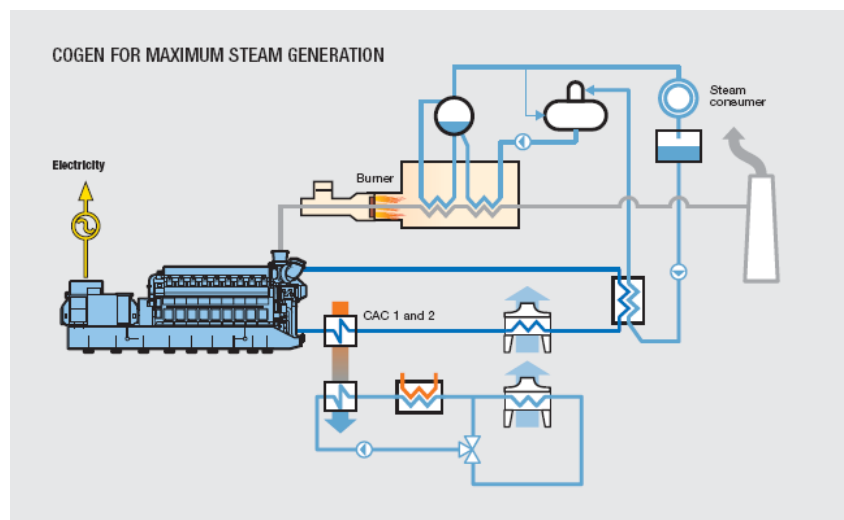 COGEN FOR MAXIMUM STEAM GENERATION
Steam
consumer
Electricity
Burner
CAC 1 and 2